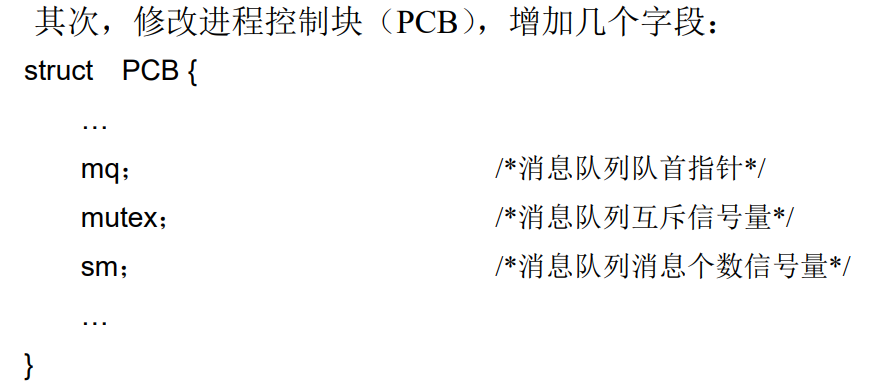 其次，修改进程控制块（PCB），增加几个字段：
struct PCB {
…
mq； /*消息队列队首指针*/
mutex； /*消息队列互斥信号量*/
sm； /*消息队列消息个数信号量*/
…
}